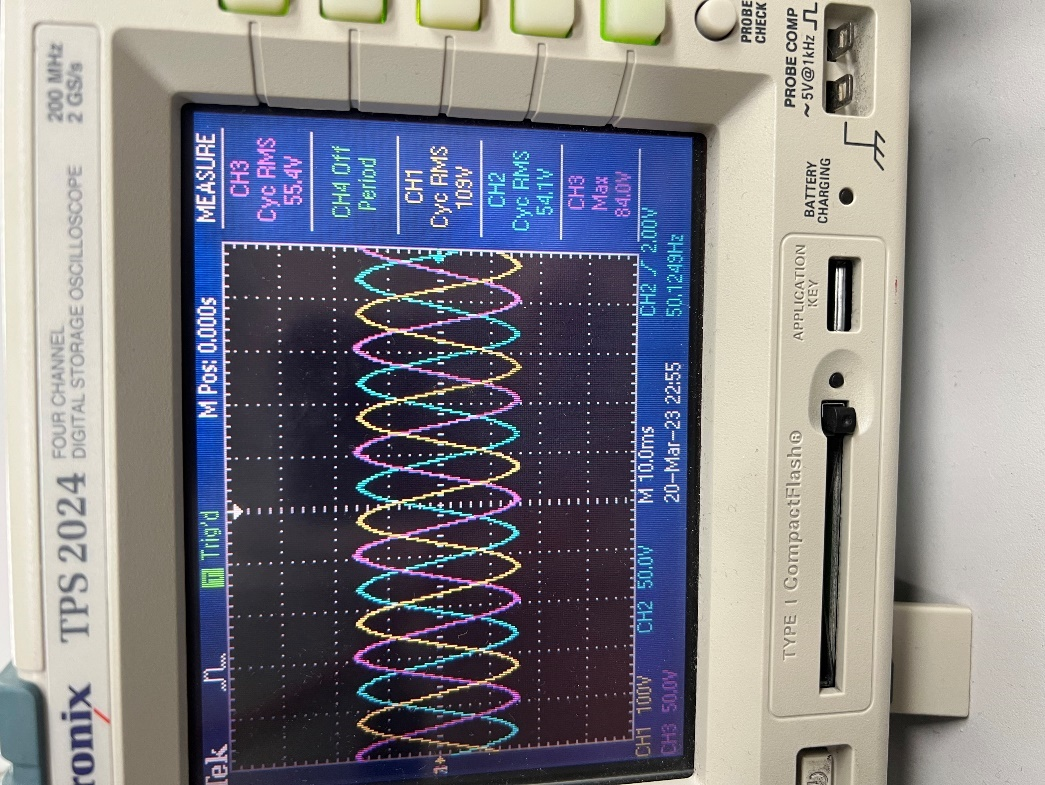 tronix TPS 2024
FOUR CHANNEL
DIGITAL STORAGE OSCILLOSCOPE
200 MHz
2 GS/s
Tek
T Trig'd
M Pos: 0.000s
MEASURE
CH3
Cyc RMS
55.4V
CH4 Off
Period
CH1
Cyc RMS
109V
CH2
Cyc RMS
54.1V
CH3
Max
84.0V
CH1 100V
CH2 50.0V
M 10.0ms
CH2 / 2.00V
CH3 50.0V
20-Mar-23 22:55
50.1249Hz
PROBE
CHECK
PROBE COMP
~ 5V@1kHz
BATTERY
CHARGING
APPLICATION
KEY
TYPE I CompactFlash®